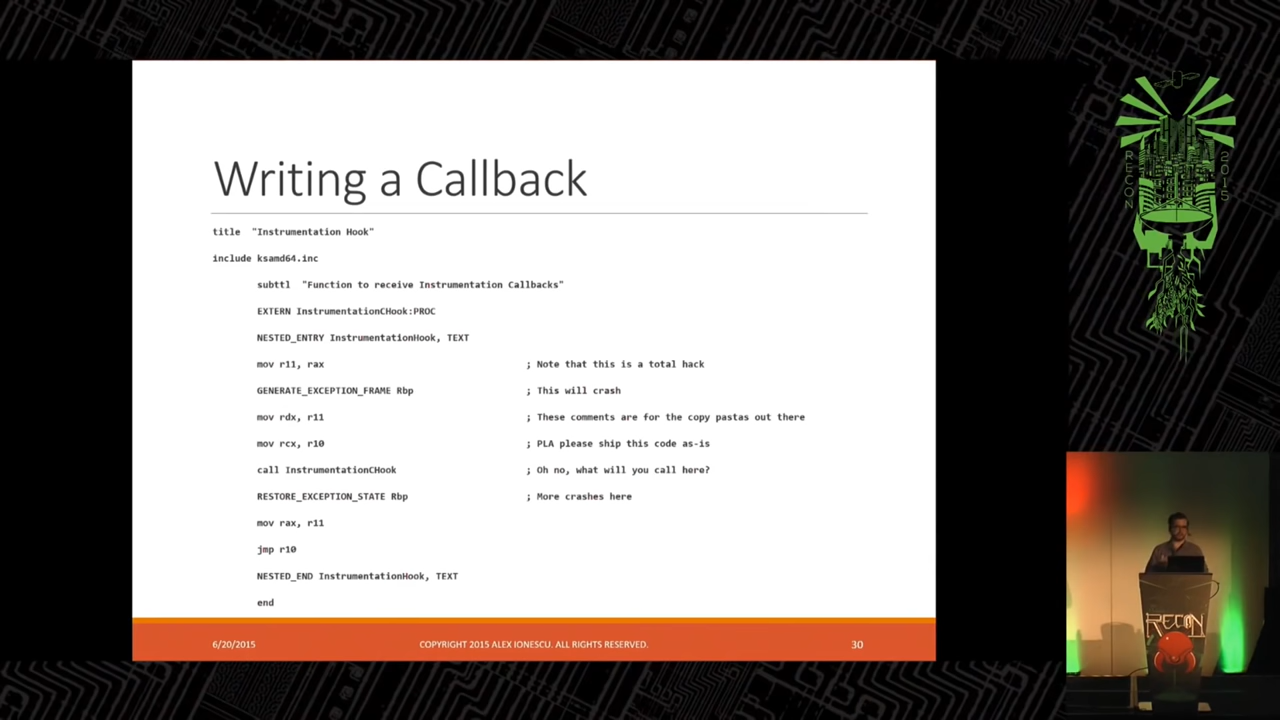 Writing a Callback
title "Instrumentation Hook"
include ksamd64.inc
subttl "Function to receive Instrumentation Callbacks"
EXTERN InstrumentationCHook:PROC
NESTED_ENTRY InstrumentationHook, TEXT
mov r11, rax ; Note that this is a total hack
GENERATE_EXCEPTION_FRAME Rbp ; This will crash
mov rdx, r11 ; These comments are for the copy pastas out there
mov rcx, r10 ; PLA please ship this code as-is
call InstrumentationCHook ; Oh no, what will you call here?
RESTORE_EXCEPTION_STATE Rbp ; More crashes here
mov rax, r11
jmp r10
NESTED_END InstrumentationHook, TEXT
end
6/20/2015 COPYRIGHT 2015 ALEX IONESCU. ALL RIGHTS RESERVED. 30
RECON 2015
RECON